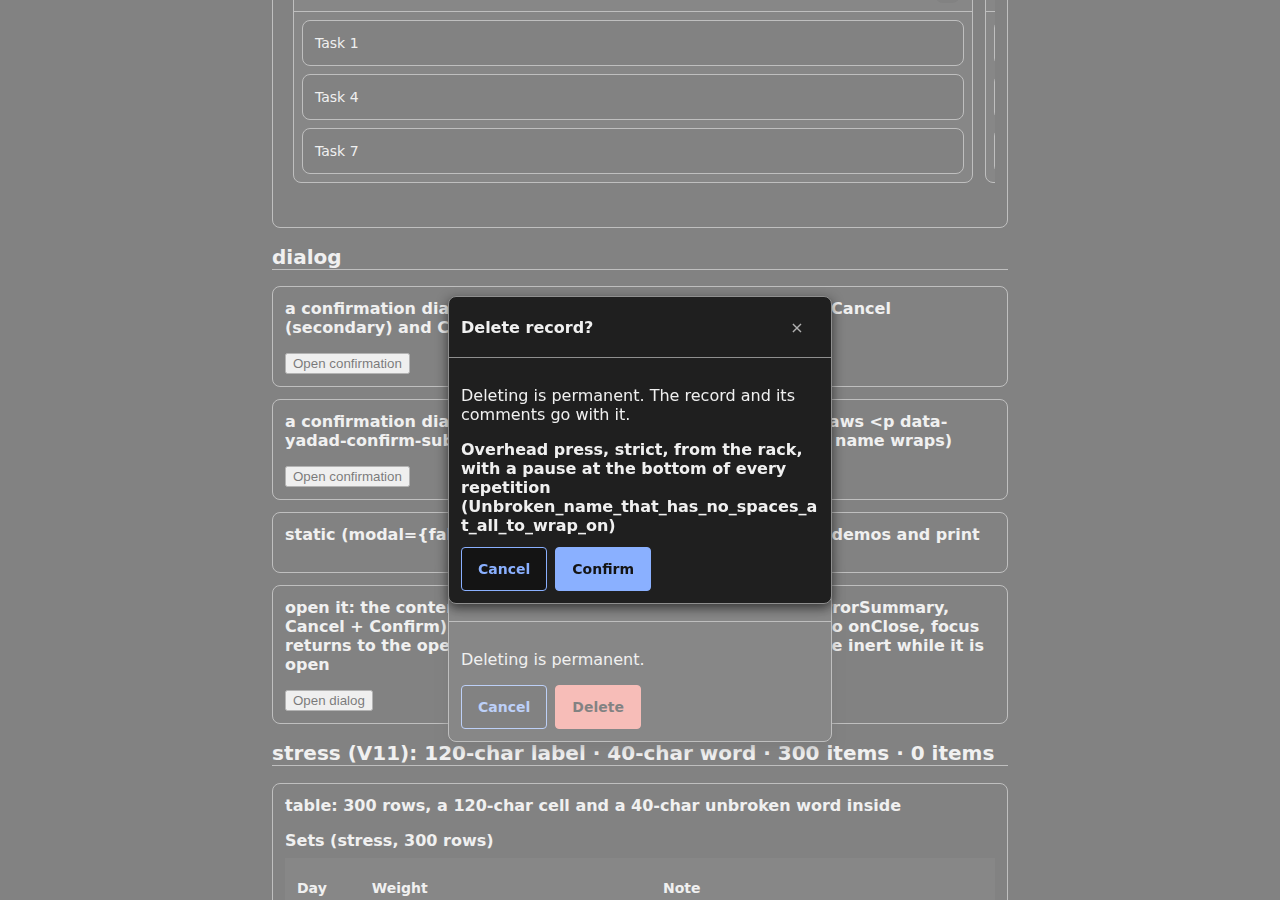 Task 1
Task 4
Task 7
dialog
a confirmation dia
Cancel
(secondary) and C
Open confirmation
a confirmation dia
aws <p data-
yadad-confirm-sub
name wraps)
Open confirmation
static (modal={fa
demos and print
open it: the conte
rorSummary,
Cancel + Confirm)
o onClose, focus
returns to the ope
e inert while it is
open
Open dialog
Delete record?
×
Deleting is permanent. The record and its
comments go with it.
Overhead press, strict, from the rack,
with a pause at the bottom of every
repetition
(Unbroken_name_that_has_no_spaces_a
t_all_to_wrap_on)
Cancel
Confirm
Deleting is permanent.
Cancel
Delete
stress (V11): 120-char label · 40-char word · 300 items · 0 items
table: 300 rows, a 120-char cell and a 40-char unbroken word inside
Sets (stress, 300 rows)
Day Weight Note